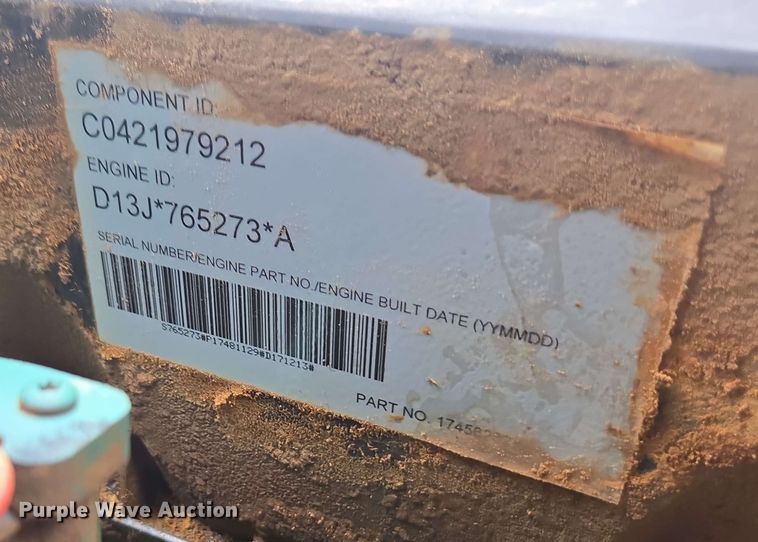 COMPONENT ID:
C0421979212
ENGINE ID:
D13J*765273*A
SERIAL NUMBER/ENGINE PART NO./ENGINE BUILT DATE (YYMMDD)
S765273#P17481129#D171213#
PART NO.
Purple Wave Auction